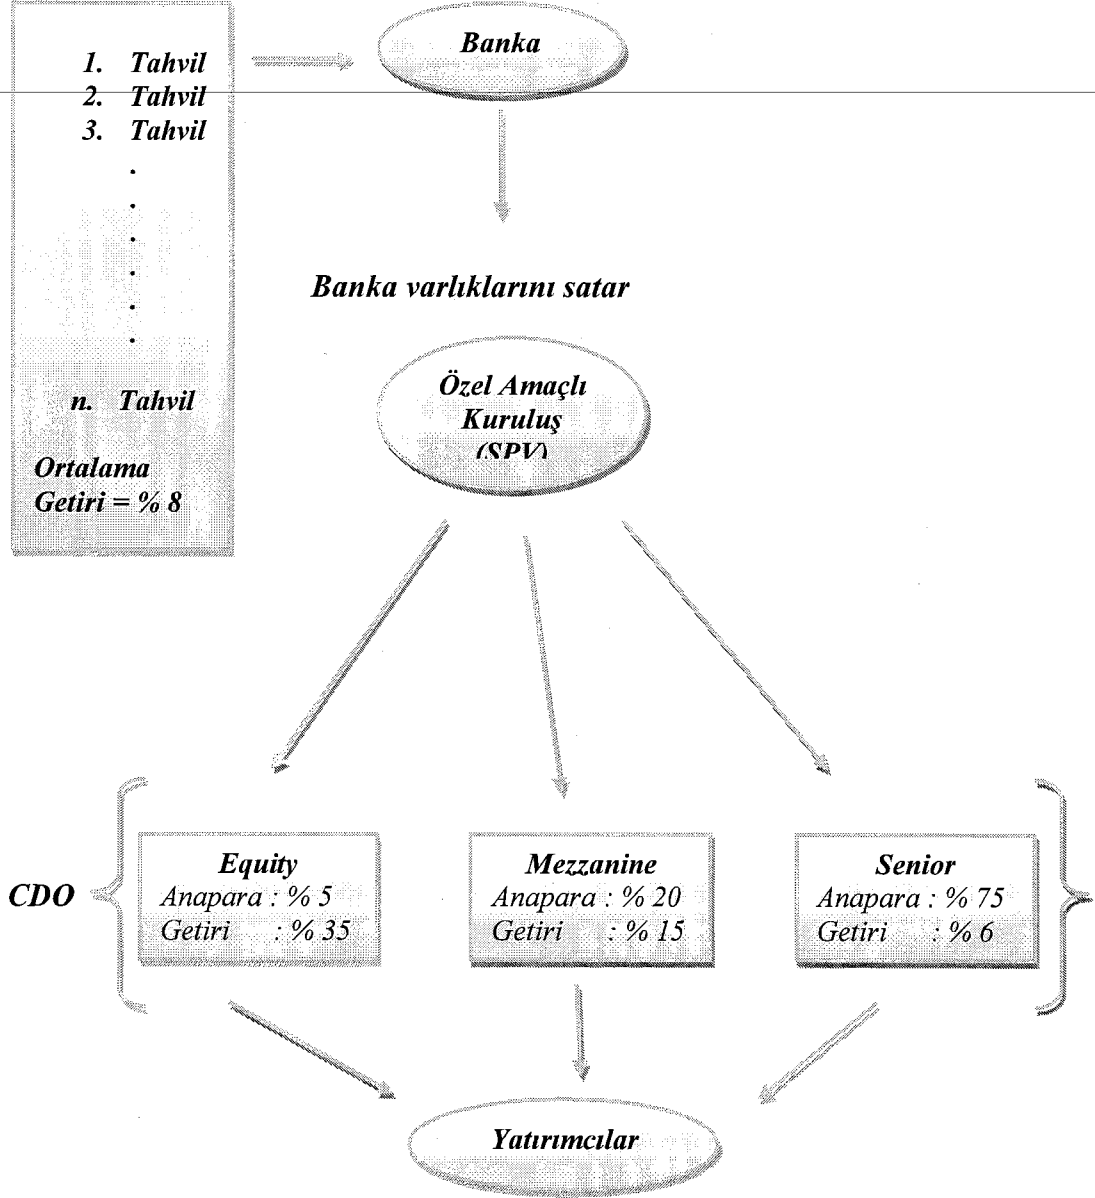 1. Tahvil
2. Tahvil
3. Tahvil
.
.
.
.
.
.
n. Tahvil
Ortalama
Getiri = % 8
Banka
Banka varlıklarını satar
Özel Amaçlı
Kuruluş
(SPV)
CDO
Equity
Anapara : % 5
Getiri : % 35
Mezzanine
Anapara : % 20
Getiri : % 15
Senior
Anapara : % 75
Getiri : % 6
Yatırımcılar